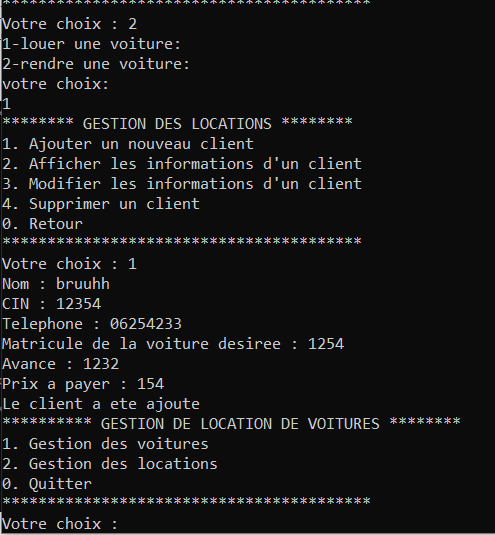 *****************************************
Votre choix : 2
1-louer une voiture:
2-rendre une voiture:
votre choix:
1
******** GESTION DES LOCATIONS ********
1. Ajouter un nouveau client
2. Afficher les informations d'un client
3. Modifier les informations d'un client
4. Supprimer un client
0. Retour
****************************************
Votre choix : 1
Nom : bruuhh
CIN : 12354
Telephone : 06254233
Matricule de la voiture desiree : 1254
Avance : 1232
Prix a payer : 154
Le client a ete ajoute
********** GESTION DE LOCATION DE VOITURES ********
1. Gestion des voitures
2. Gestion des locations
0. Quitter
*****************************************
Votre choix :